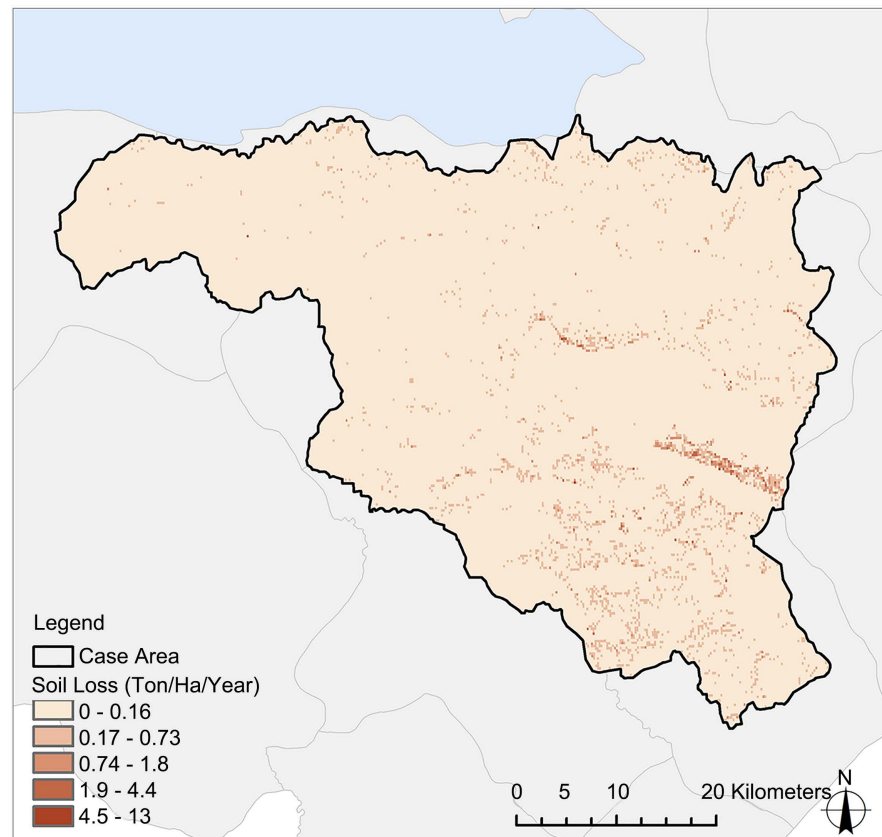 Legend
Case Area
Soil Loss (Ton/Ha/Year)
0 - 0.16
0.17 - 0.73
0.74 - 1.8
1.9 - 4.4
4.5 - 13
0 5 10 20 Kilometers
N